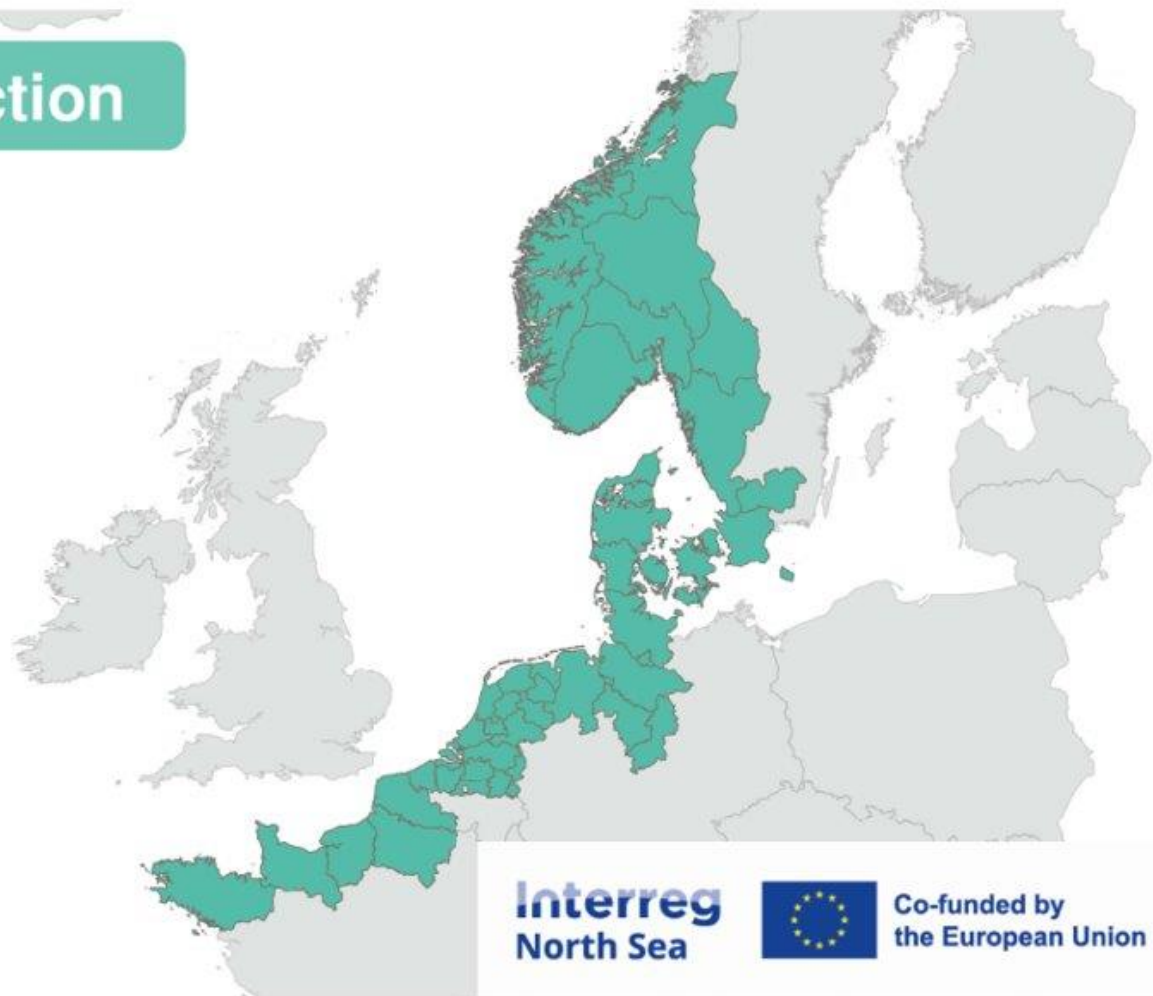 ction
Interreg
North Sea
Co-funded by
the European Union